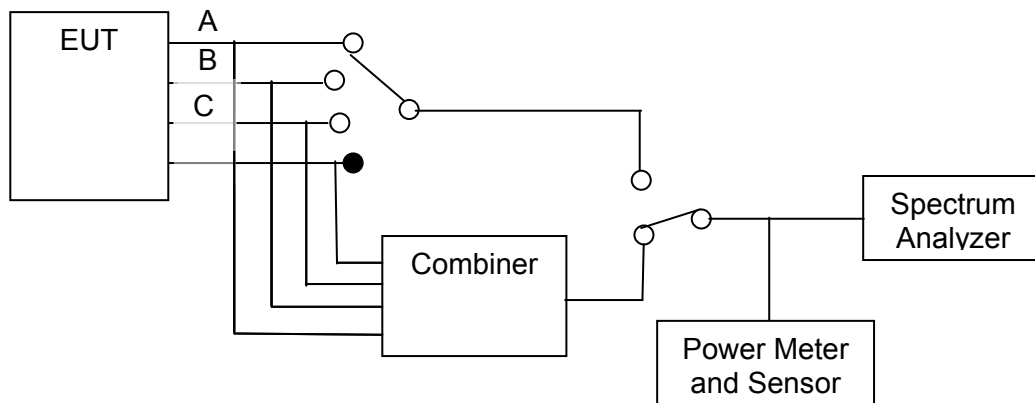 EUT
A
B
C
Combiner
Spectrum
Analyzer
Power Meter
and Sensor